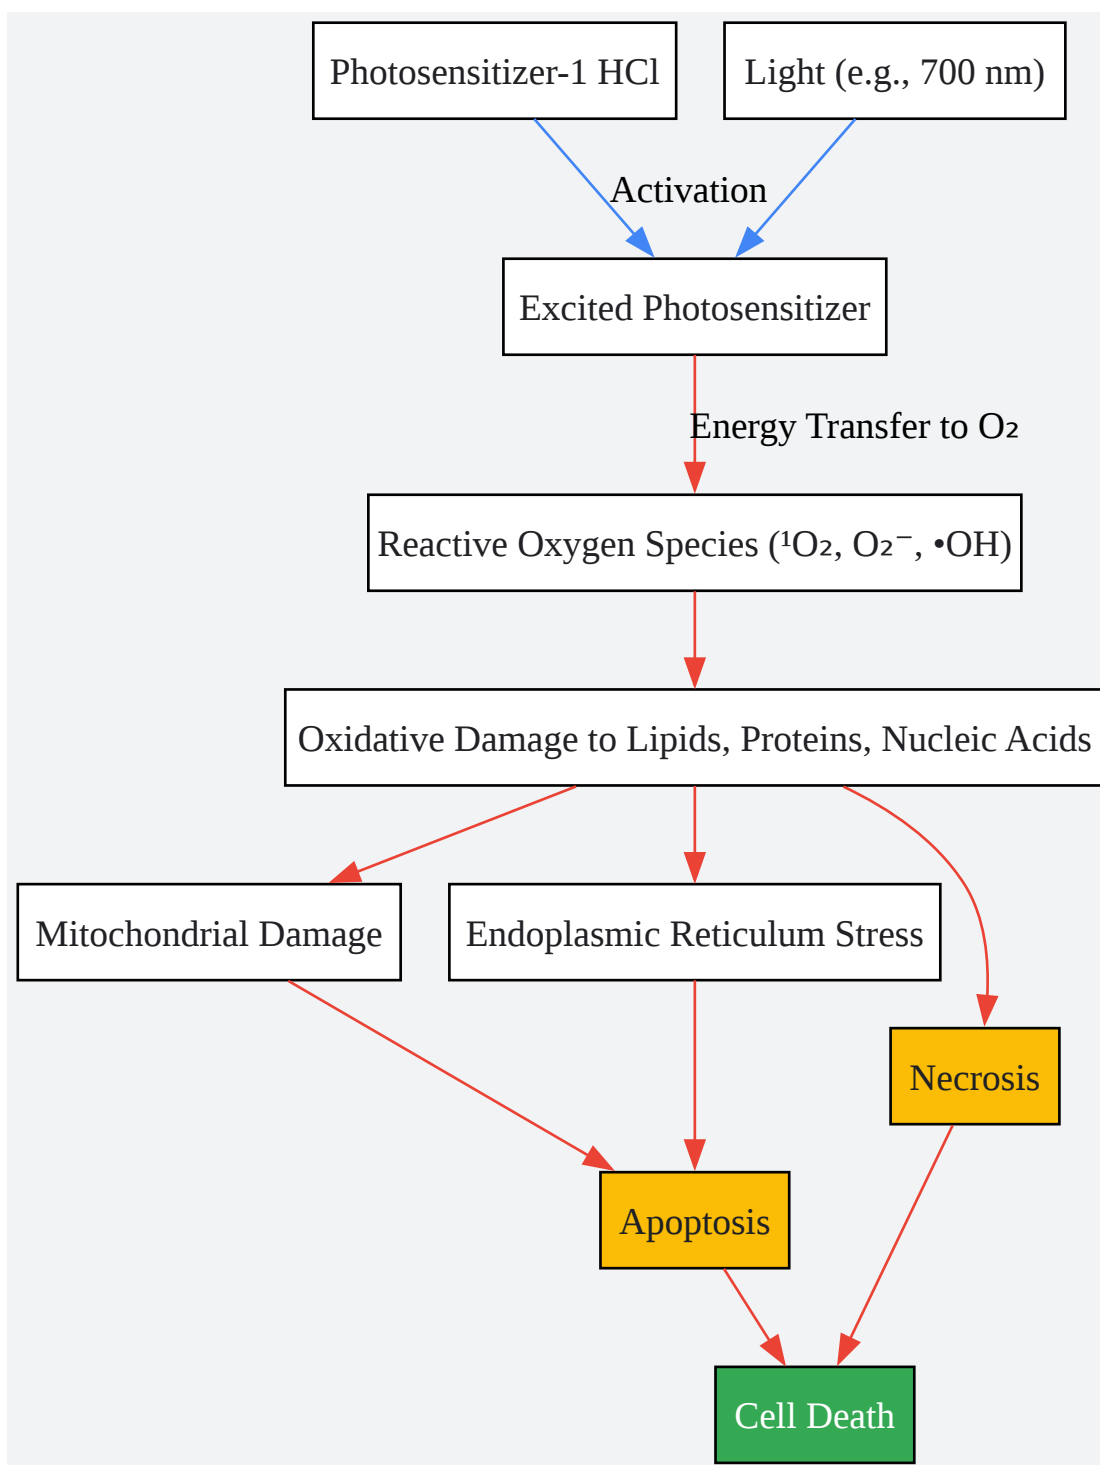 Photosensitizer-1 HCl
Light (e.g., 700 nm)
Activation
Excited Photosensitizer
Energy Transfer to O₂
Reactive Oxygen Species (¹O₂, O₂⁻, •OH)
Oxidative Damage to Lipids, Proteins, Nucleic Acids
Mitochondrial Damage
Endoplasmic Reticulum Stress
Necrosis
Apoptosis
Cell Death